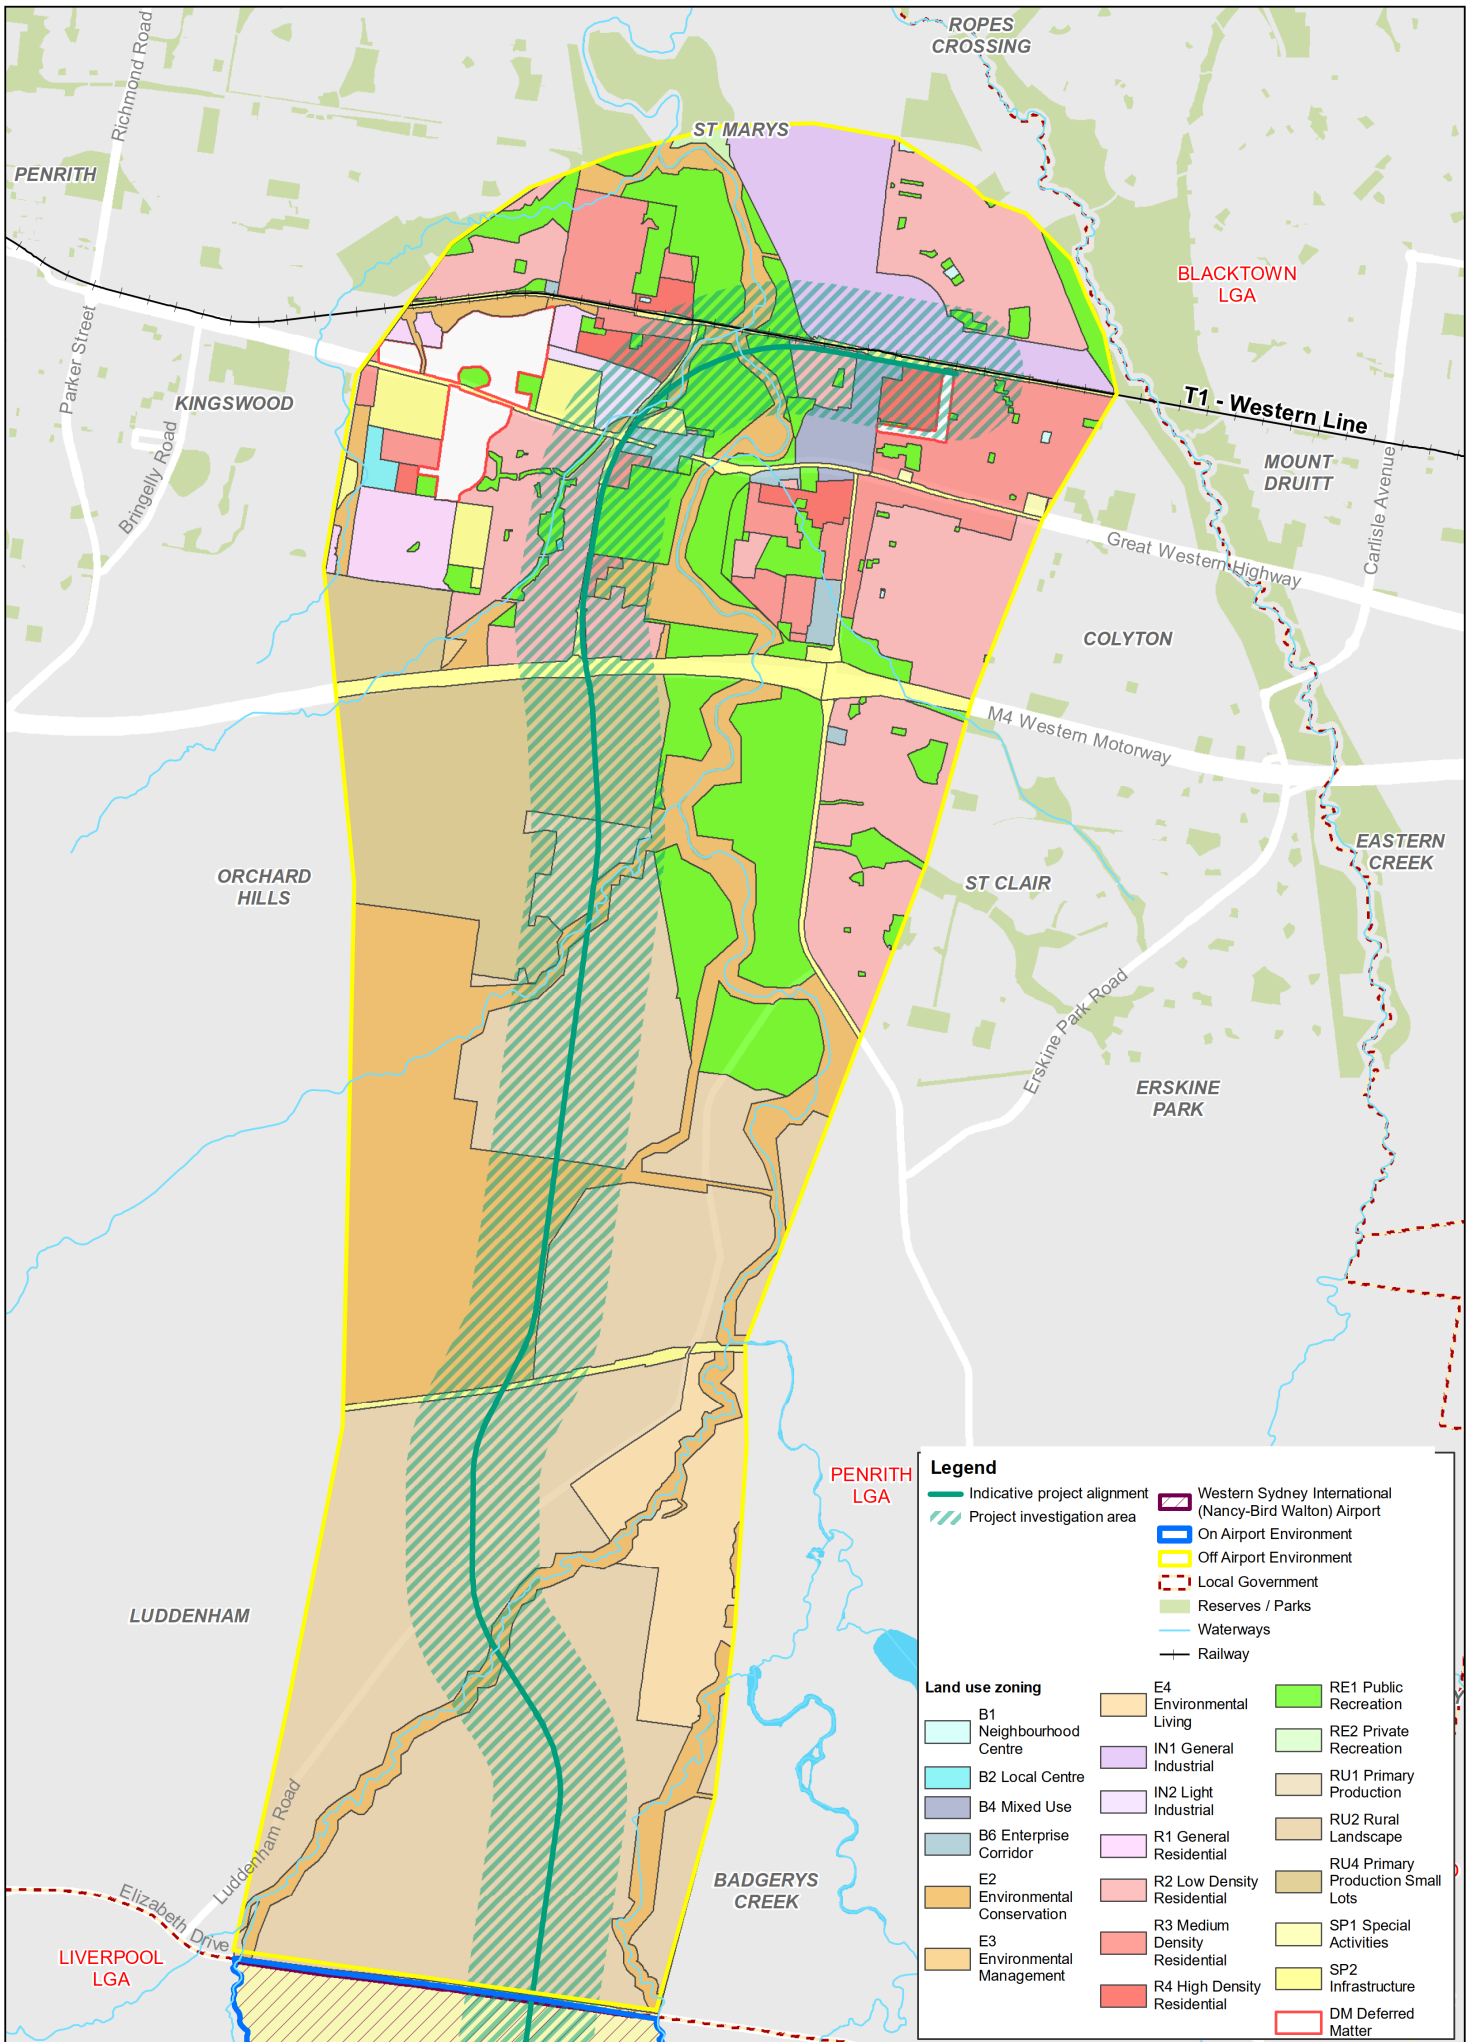 ROPES
CROSSING
Richmond Road
ST MARYS
PENRITH
BLACKTOWN
LGA
Parker Street
KINGSWOOD
T1 - Western Line
Bringelly Road
MOUNT
DRUITT
Carlisle Avenue
Great Western Highway
COLYTON
M4 Western Motorway
EASTERN
CREEK
ORCHARD
HILLS
ST CLAIR
Erskine Park Road
ERSKINE
PARK
PENRITH
LGA
LUDDENHAM
Luddenham Road
Elizabeth Drive
BADGERYS
CREEK
LIVERPOOL
LGA
Legend
Indicative project alignment
Project investigation area
Western Sydney International
(Nancy-Bird Walton) Airport
On Airport Environment
Off Airport Environment
Local Government
Reserves / Parks
Waterways
Railway
Land use zoning
B1
Neighbourhood
Centre
B2 Local Centre
B4 Mixed Use
B6 Enterprise
Corridor
E2
Environmental
Conservation
E3
Environmental
Management
E4
Environmental
Living
IN1 General
Industrial
IN2 Light
Industrial
R1 General
Residential
R2 Low Density
Residential
R3 Medium
Density
Residential
R4 High Density
Residential
RE1 Public
Recreation
RE2 Private
Recreation
RU1 Primary
Production
RU2 Rural
Landscape
RU4 Primary
Production Small
Lots
SP1 Special
Activities
SP2
Infrastructure
DM Deferred
Matter